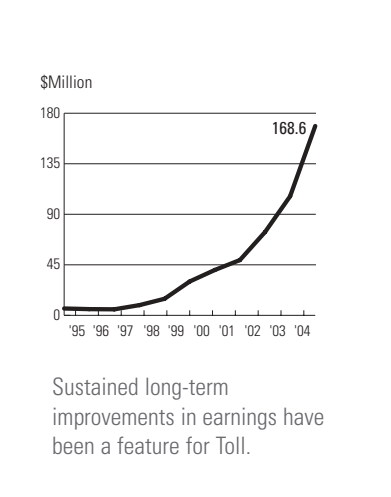 $Million
180
168.6
135
90
45
0
'95 '96 '97 '98 '99 '00 '01 '02 '03 '04
Sustained long-term
improvements in earnings have
been a feature for Toll.